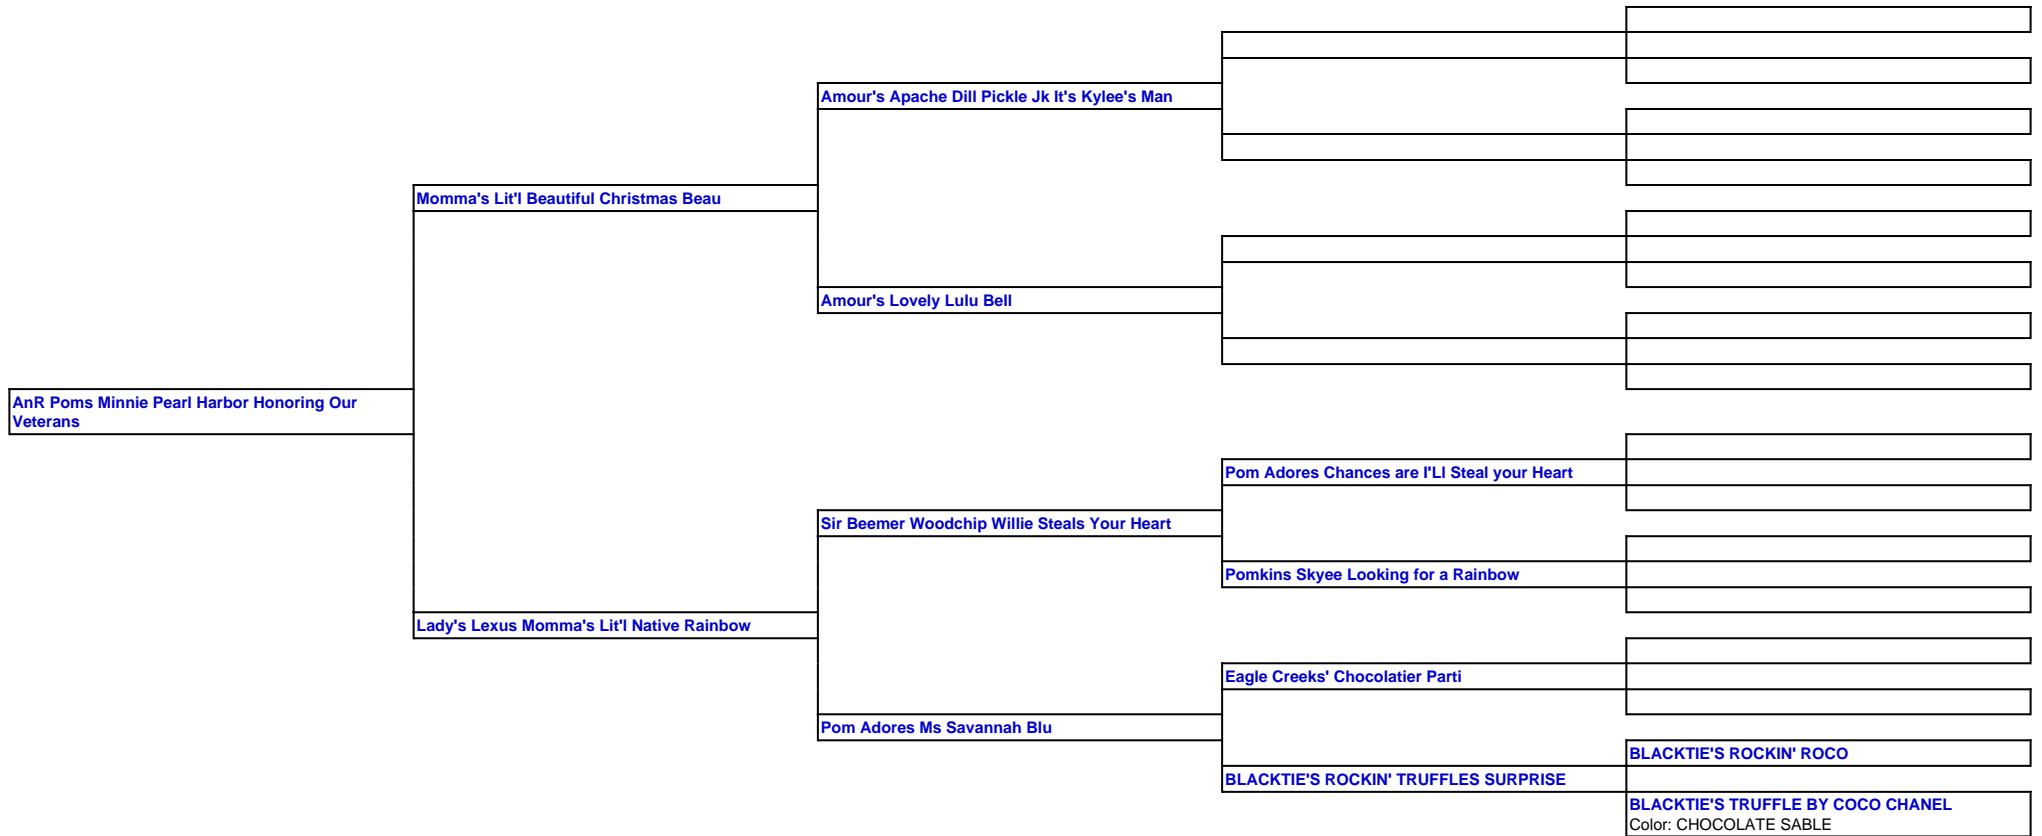 Amour's Apache Dill Pickle Jk It's Kylee's Man
Momma's Lit'l Beautiful Christmas Beau
Amour's Lovely Lulu Bell
AnR Poms Minnie Pearl Harbor Honoring Our
Veterans
Pom Adores Chances are I'Ll Steal your Heart
Sir Beemer Woodchip Willie Steals Your Heart
Pomkins Skyee Looking for a Rainbow
Lady's Lexus Momma's Lit'l Native Rainbow
Eagle Creeks' Chocolatier Parti
Pom Adores Ms Savannah Blu
BLACKTIE'S ROCKIN' ROCO
BLACKTIE'S ROCKIN' TRUFFLES SURPRISE
BLACKTIE'S TRUFFLE BY COCO CHANEL
Color: CHOCOLATE SABLE